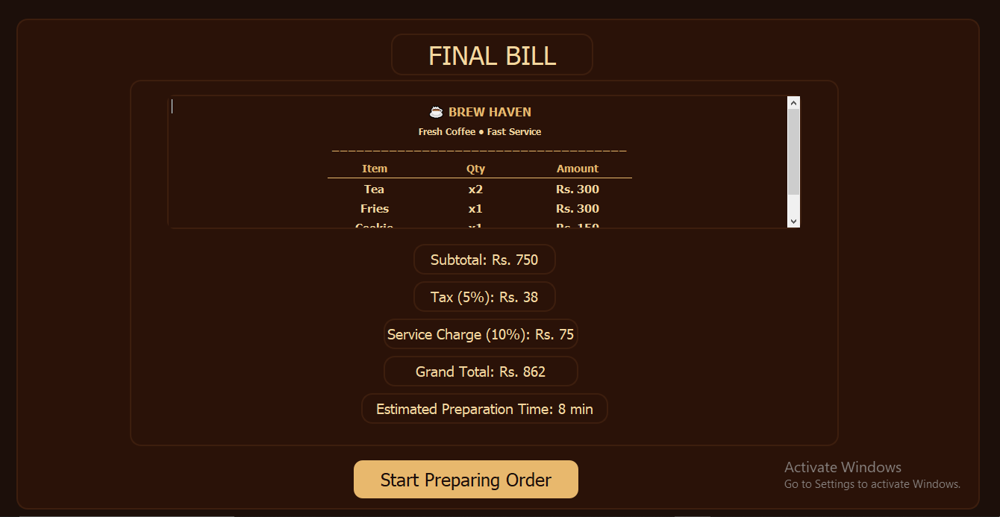 FINAL BILL
☕ BREW HAVEN
Fresh Coffee ● Fast Service
____________________________________
Item Qty Amount
Tea x2 Rs. 300
Fries x1 Rs. 300
Cookie x1 Rs. 150
Subtotal: Rs. 750
Tax (5%): Rs. 38
Service Charge (10%): Rs. 75
Grand Total: Rs. 862
Estimated Preparation Time: 8 min
Start Preparing Order
Activate Windows
Go to Settings to activate Windows.